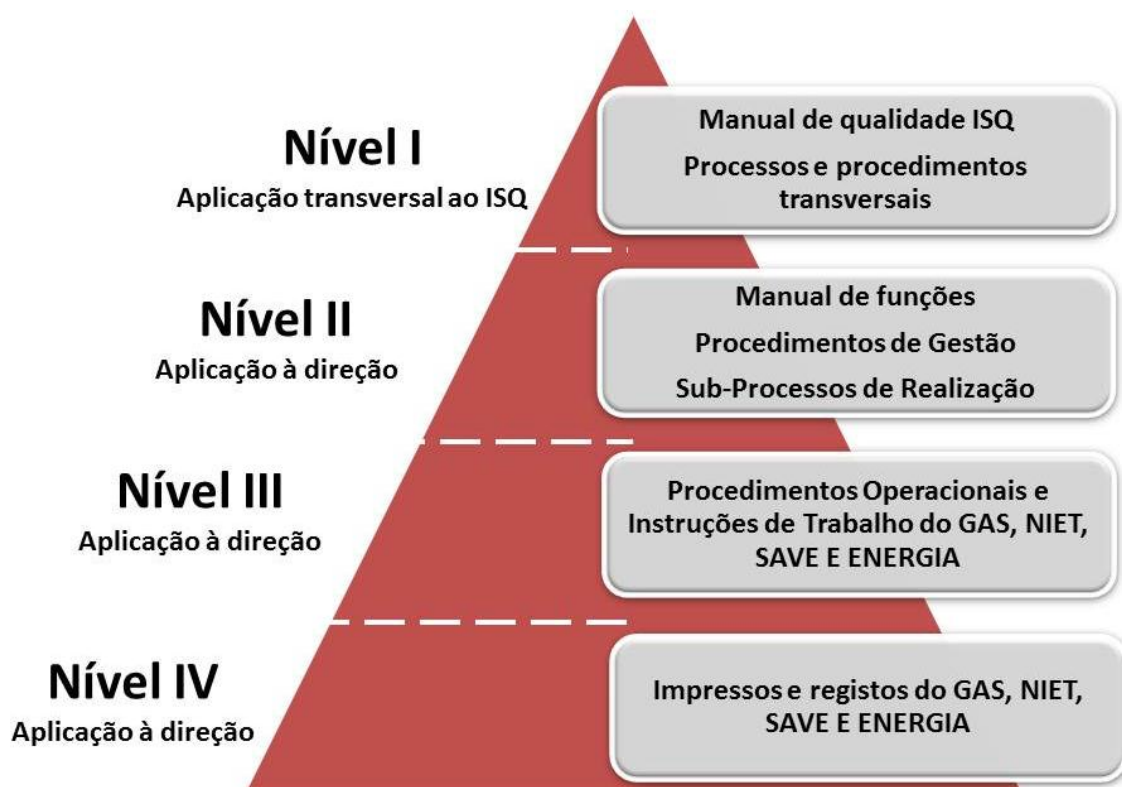 Nível I
Aplicação transversal ao ISQ
Manual de qualidade ISQ
Processos e procedimentos
transversais
Nível II
Aplicação à direção
Manual de funções
Procedimentos de Gestão
Sub-Processos de Realização
Nível III
Aplicação à direção
Procedimentos Operacionais e
Instruções de Trabalho do GAS, NIET,
SAVE E ENERGIA
Nível IV
Aplicação à direção
Impressos e registos do GAS, NIET,
SAVE E ENERGIA